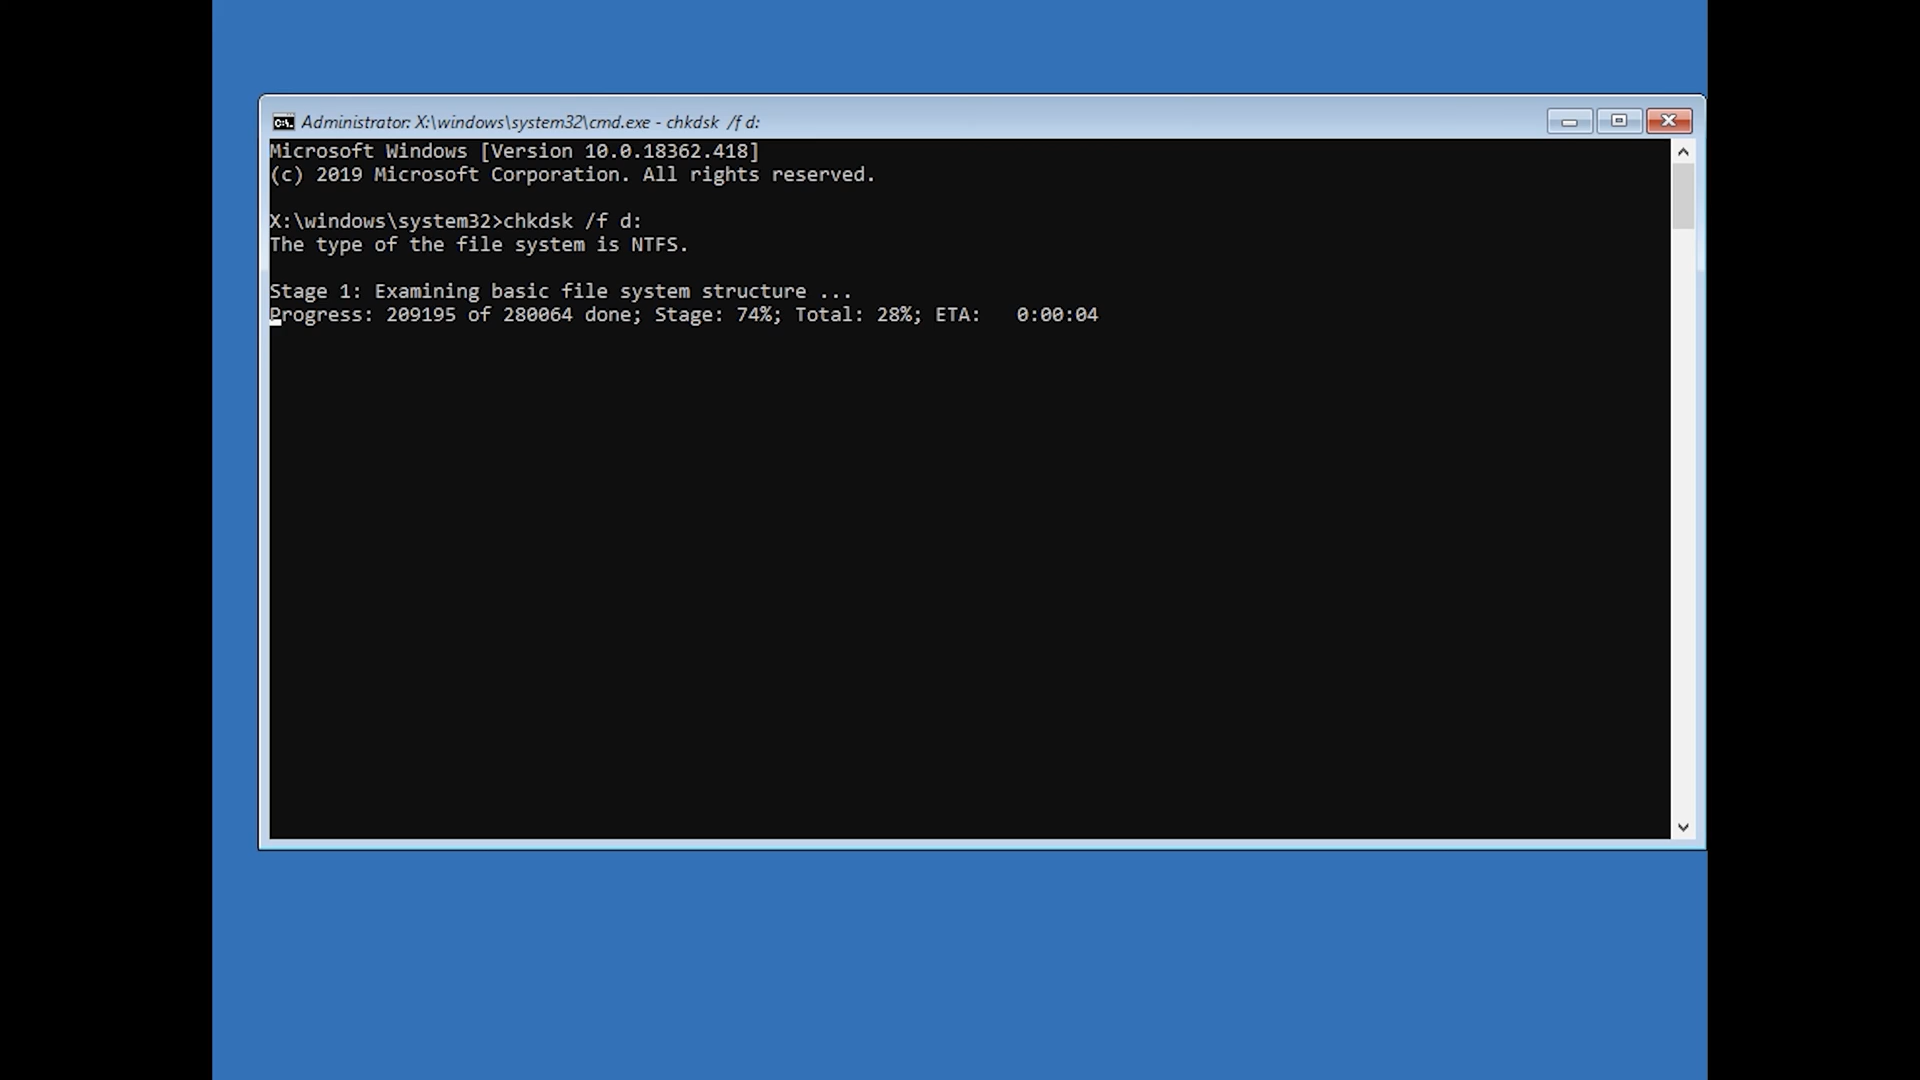 Administrator: X:\windows\system32\cmd.exe - chkdsk /f d:
Microsoft Windows [Version 10.0.18362.418]
(c) 2019 Microsoft Corporation. All rights reserved.
X:\windows\system32>chkdsk /f d:
The type of the file system is NTFS.
Stage 1: Examining basic file system structure ...
Progress: 209195 of 280064 done; Stage: 74%; Total: 28%; ETA:   0:00:04